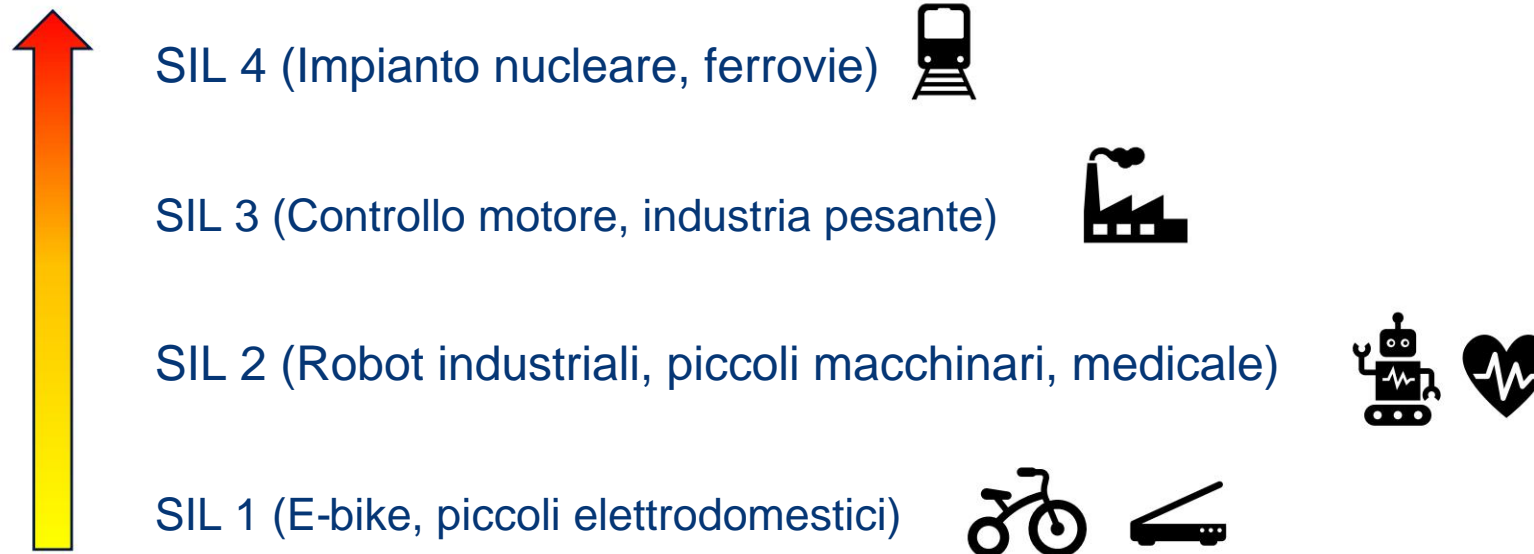 SIL 4 (Impianto nucleare, ferrovie)
SIL 3 (Controllo motore, industria pesante)
SIL 2 (Robot industriali, piccoli macchinari, medicale)
SIL 1 (E-bike, piccoli elettrodomestici)